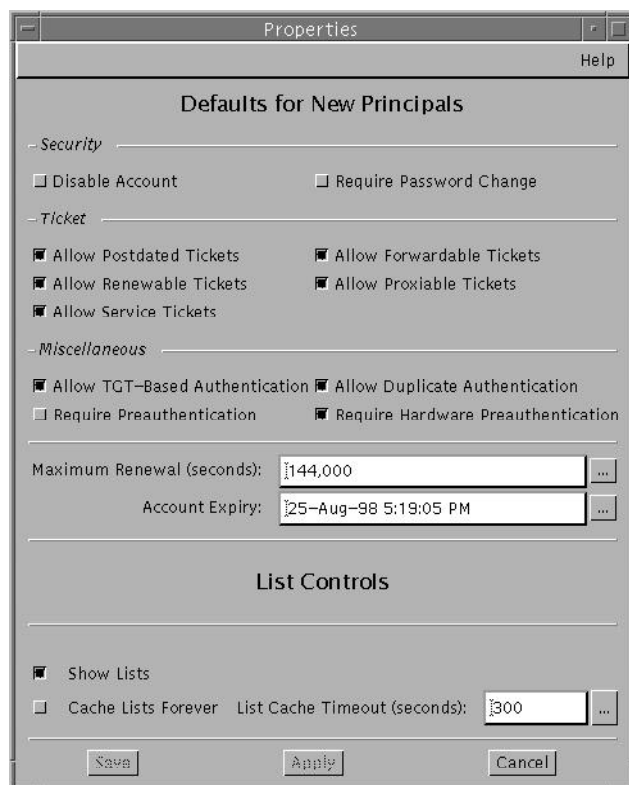 Properties
Help
Defaults for New Principals
Security
Disable Account Require Password Change
Ticket
Allow Postdated Tickets Allow Forwardable Tickets
Allow Renewable Tickets Allow Proxiable Tickets
Allow Service Tickets
Miscellaneous
Allow TGT-Based Authentication Allow Duplicate Authentication
Require Preauthentication Require Hardware Preauthentication
Maximum Renewal (seconds): 144,000 ...
Account Expiry: 25-Aug-98 5:19:05 PM ...
List Controls
Show Lists
Cache Lists Forever List Cache Timeout (seconds): 300 ...
Save Apply Cancel